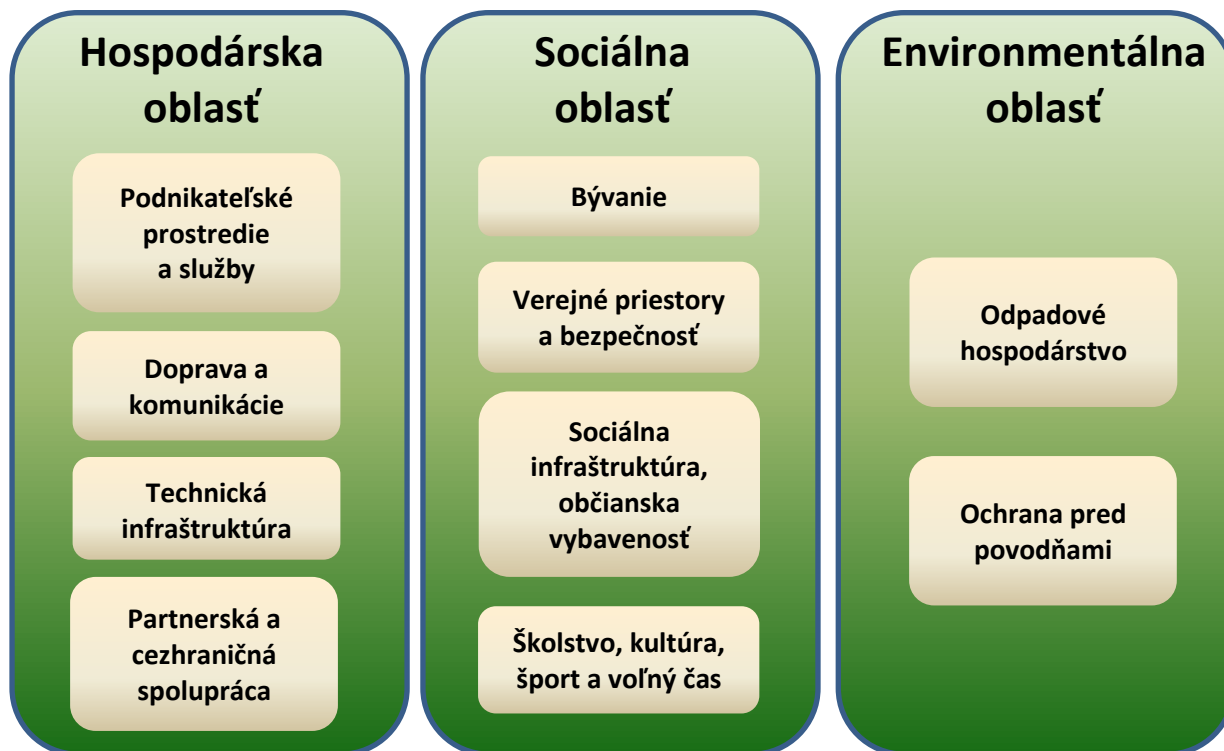 Hospodárska
oblasť
Podnikateľské
prostredie
a služby
Doprava a
komunikácie
Technická
infraštruktúra
Partnerská a
cezhraničná
spolupráca
Sociálna
oblasť
Bývanie
Verejné priestory
a bezpečnosť
Sociálna
infraštruktúra,
občianska
vybavenosť
Školstvo, kultúra,
šport a voľný čas
Environmentálna
oblasť
Odpadové
hospodárstvo
Ochrana pred
povodňami